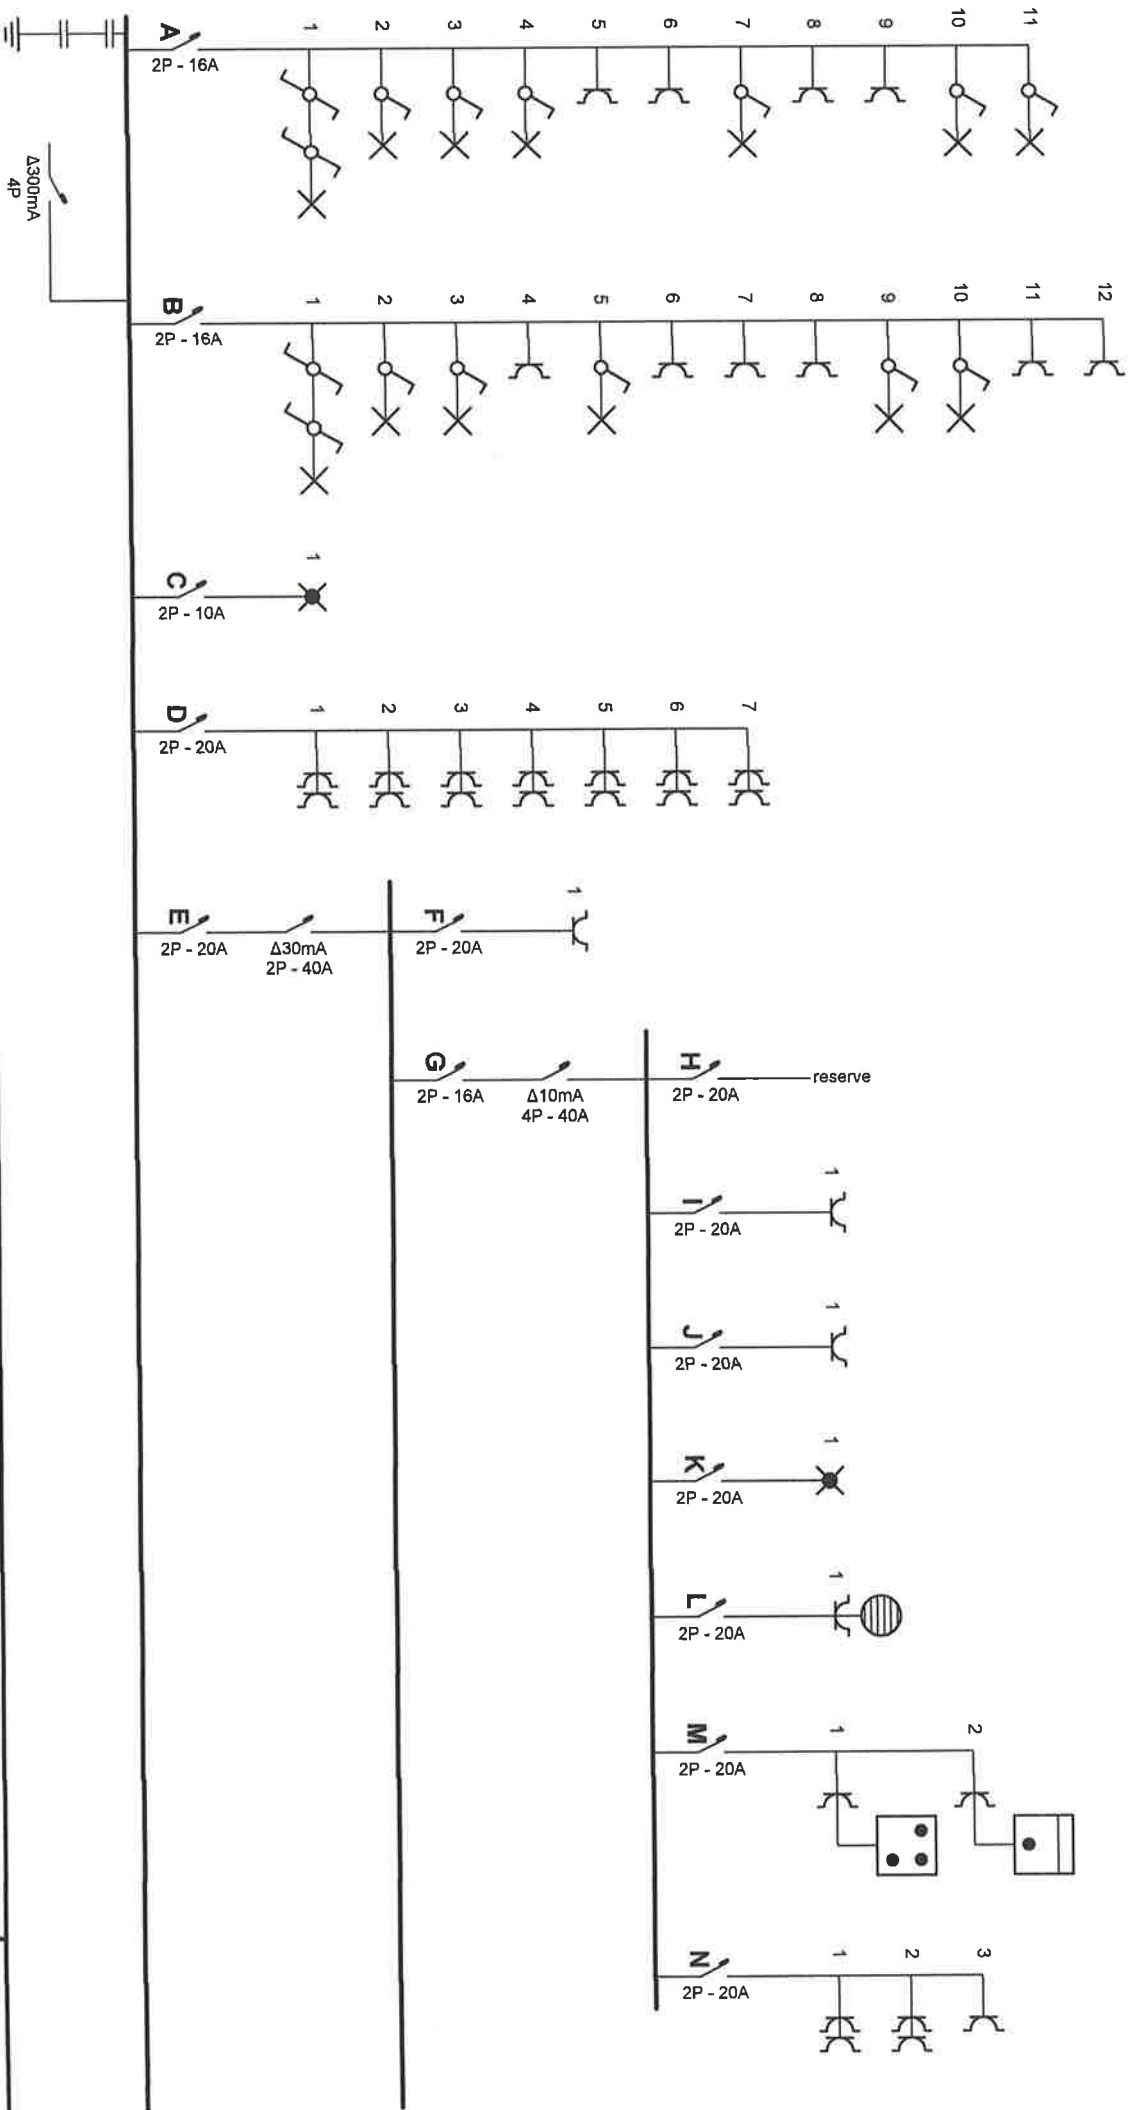 A
2P - 16A
1
2
3
4
5
6
7
8
9
10
11
Δ300mA
4P
B
2P - 16A
1
2
3
4
5
6
7
8
9
10
11
12
C
2P - 10A
1
D
2P - 20A
1
2
3
4
5
6
7
E
2P - 20A
Δ30mA
2P - 40A
F
2P - 20A
1
G
2P - 16A
Δ10mA
4P - 40A
H
2P - 20A
reserve
I
2P - 20A
1
J
2P - 20A
1
K
2P - 20A
1
L
2P - 20A
1
M
2P - 20A
1
2
N
2P - 20A
1
2
3